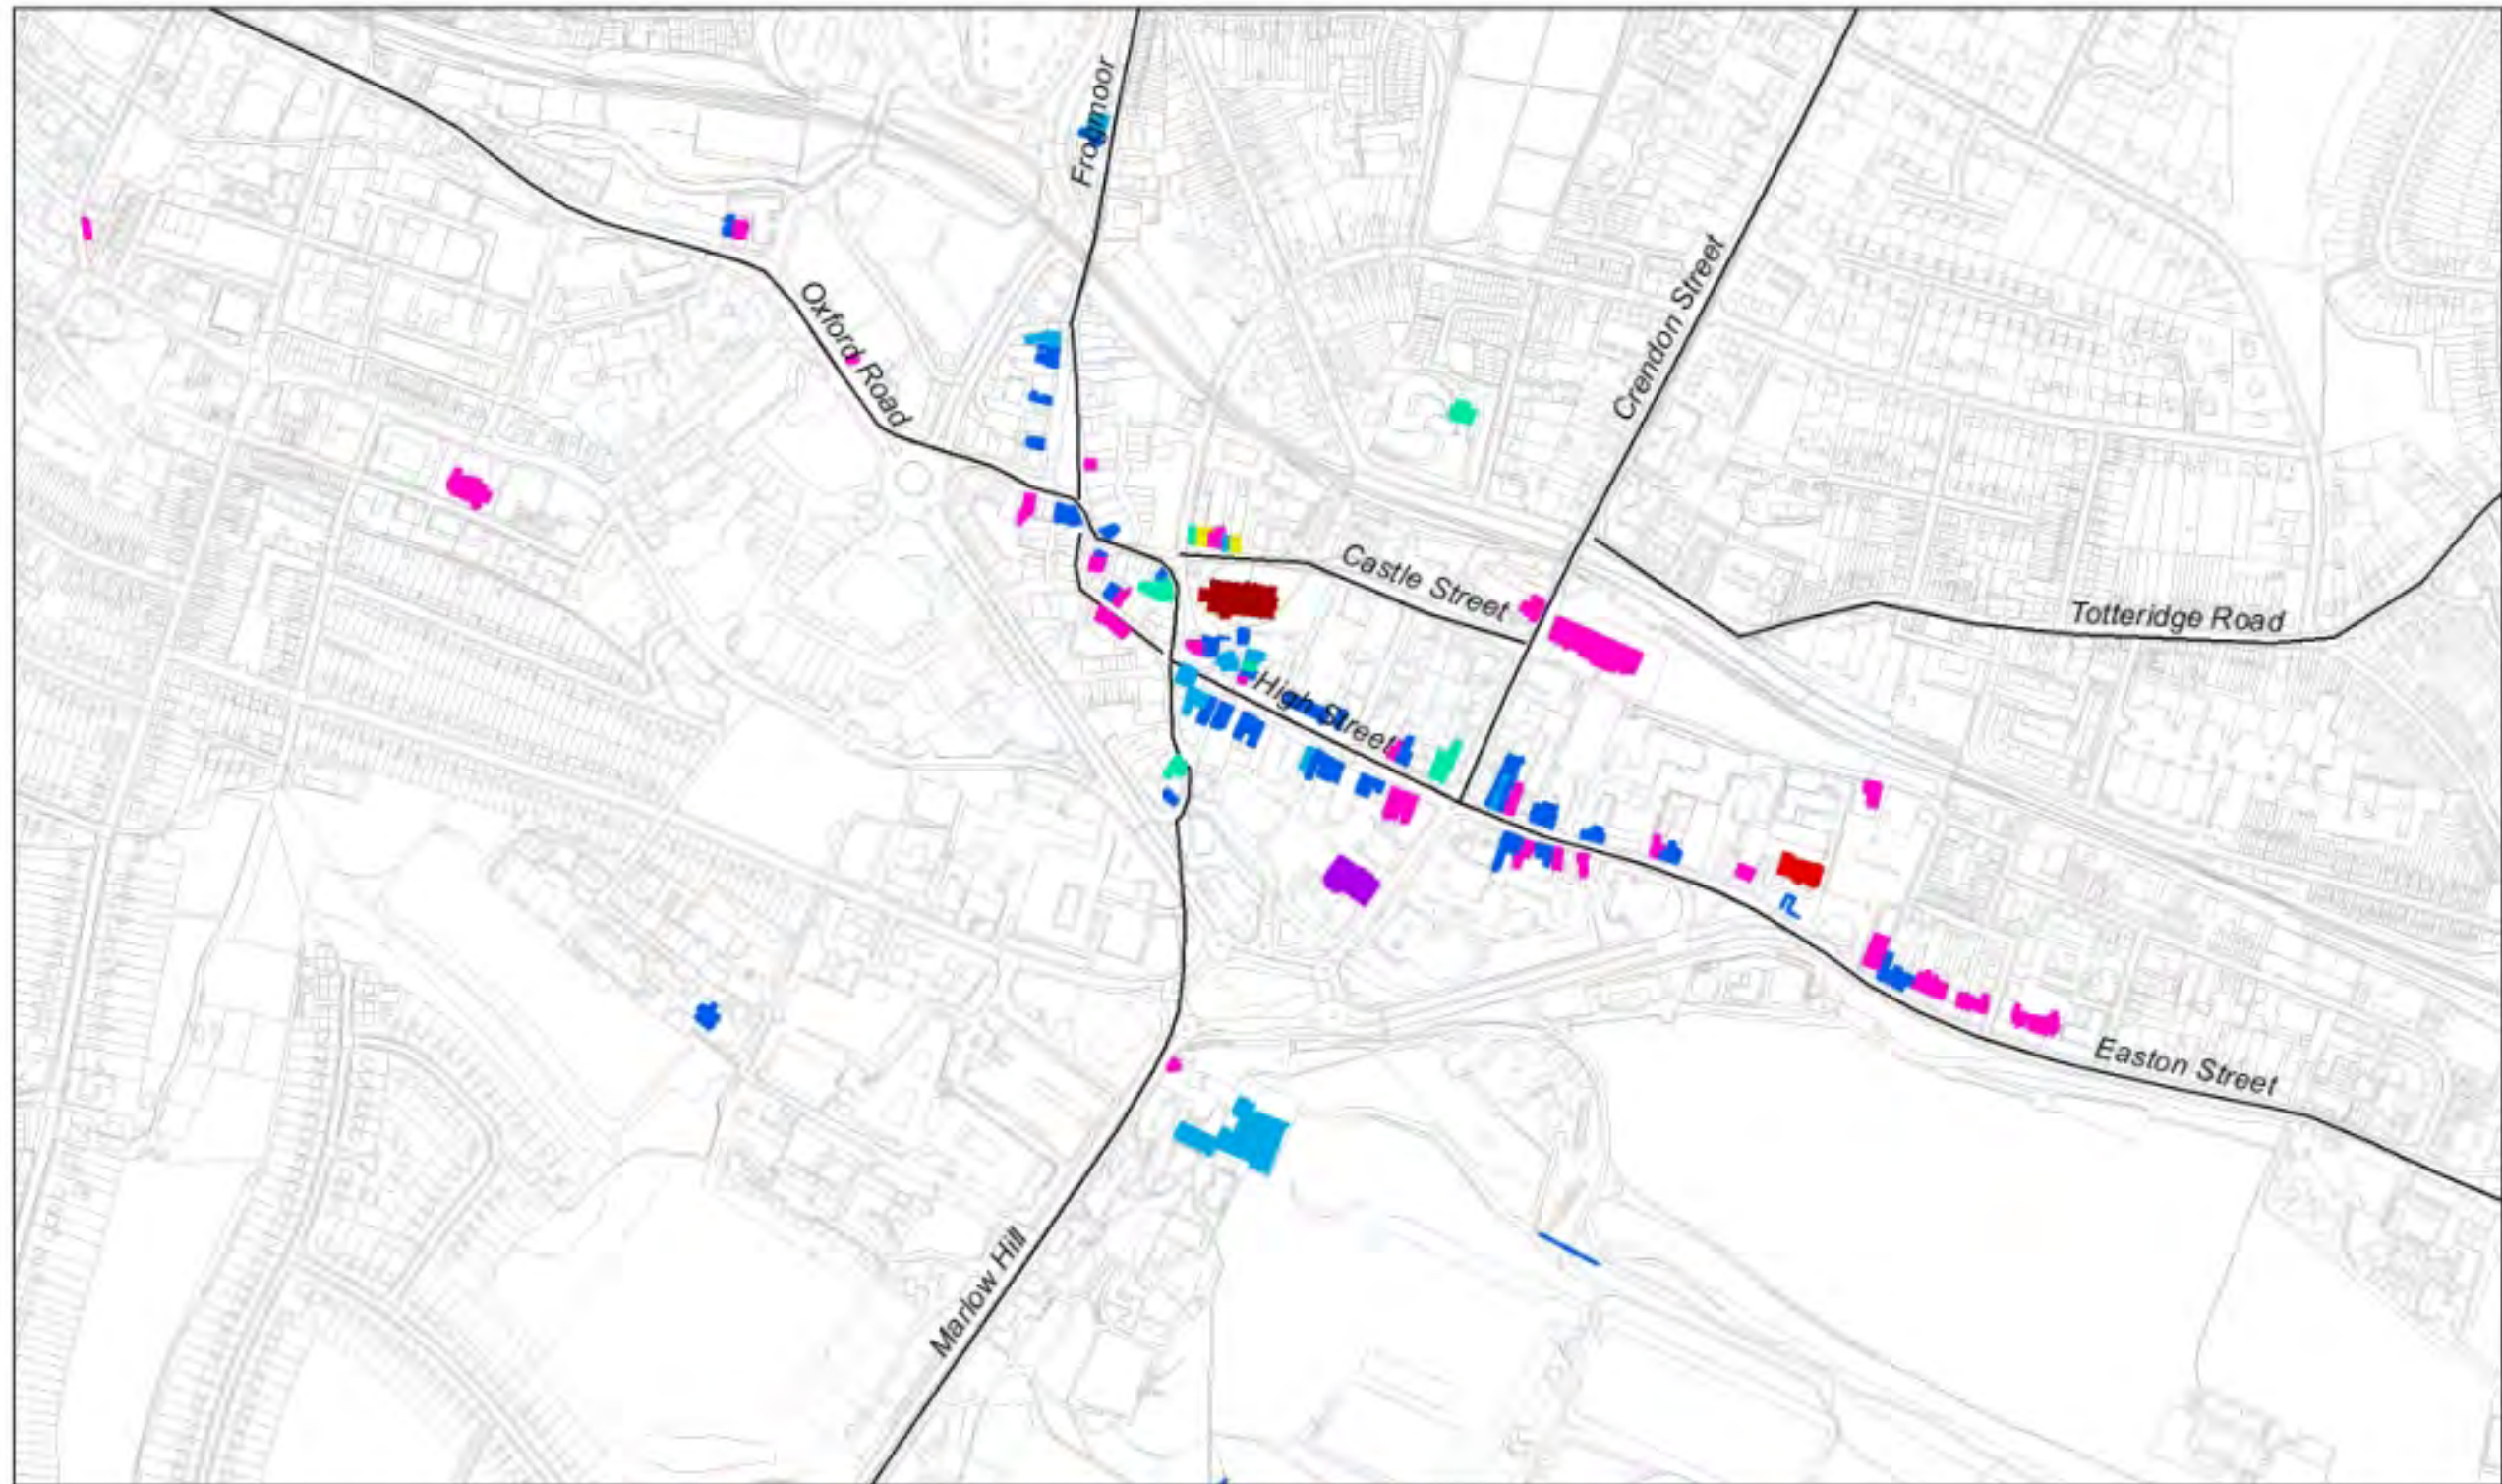 Frogmoor
Crendon Street
Oxford Road
Castle Street
Totteridge Road
High Street
Easton Street
Marlow Hill